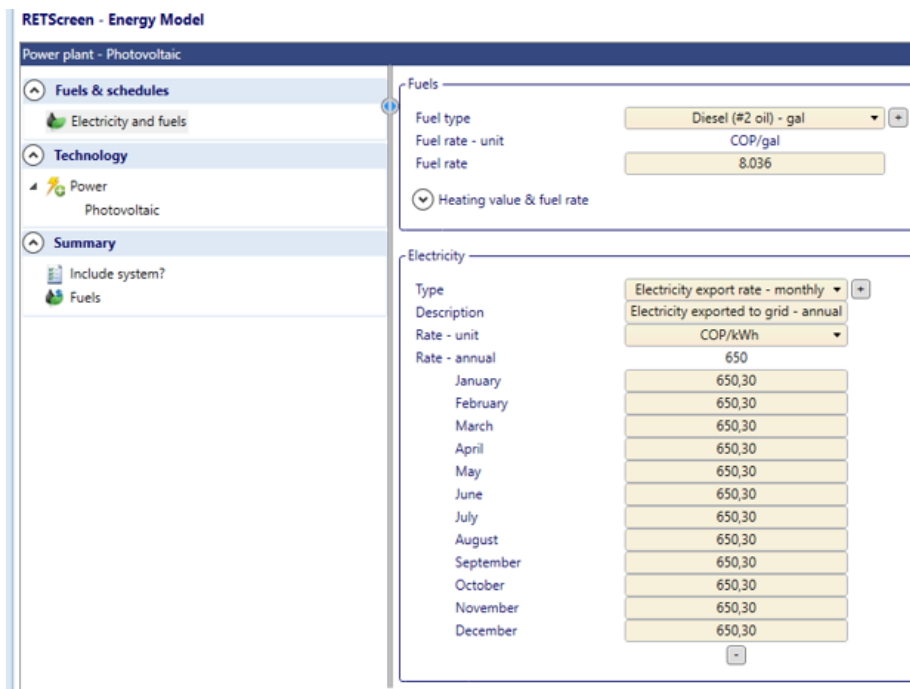 RETScreen - Energy Model
Power plant - Photovoltaic
Fuels & schedules
Electricity and fuels
Technology
Power
Photovoltaic
Summary
Include system?
Fuels
Fuels
Fuel type Diesel (#2 oil) - gal +
Fuel rate - unit COP/gal
Fuel rate 8.036
Heating value & fuel rate
Electricity
Type Electricity export rate - monthly +
Description Electricity exported to grid - annual
Rate - unit COP/kWh
Rate - annual 650
January 650,30
February 650,30
March 650,30
April 650,30
May 650,30
June 650,30
July 650,30
August 650,30
September 650,30
October 650,30
November 650,30
December 650,30
-